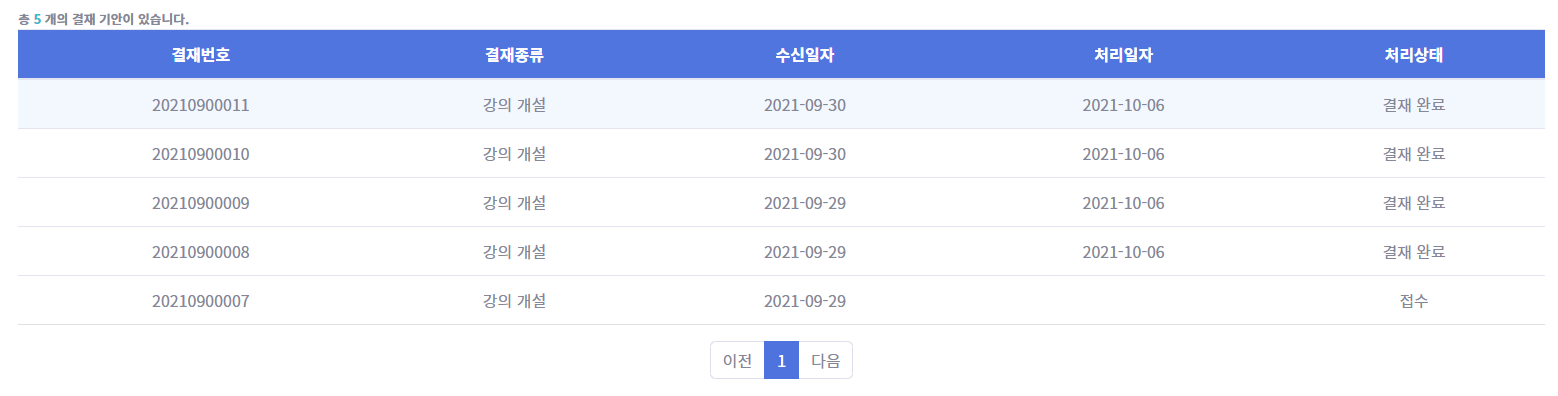 총 5 개의 결재 기안이 있습니다.
결재번호 결재종류 수신일자 처리일자 처리상태
20210900011 강의 개설 2021-09-30 2021-10-06 결재 완료
20210900010 강의 개설 2021-09-30 2021-10-06 결재 완료
20210900009 강의 개설 2021-09-29 2021-10-06 결재 완료
20210900008 강의 개설 2021-09-29 2021-10-06 결재 완료
20210900007 강의 개설 2021-09-29 접수
이전 1 다음